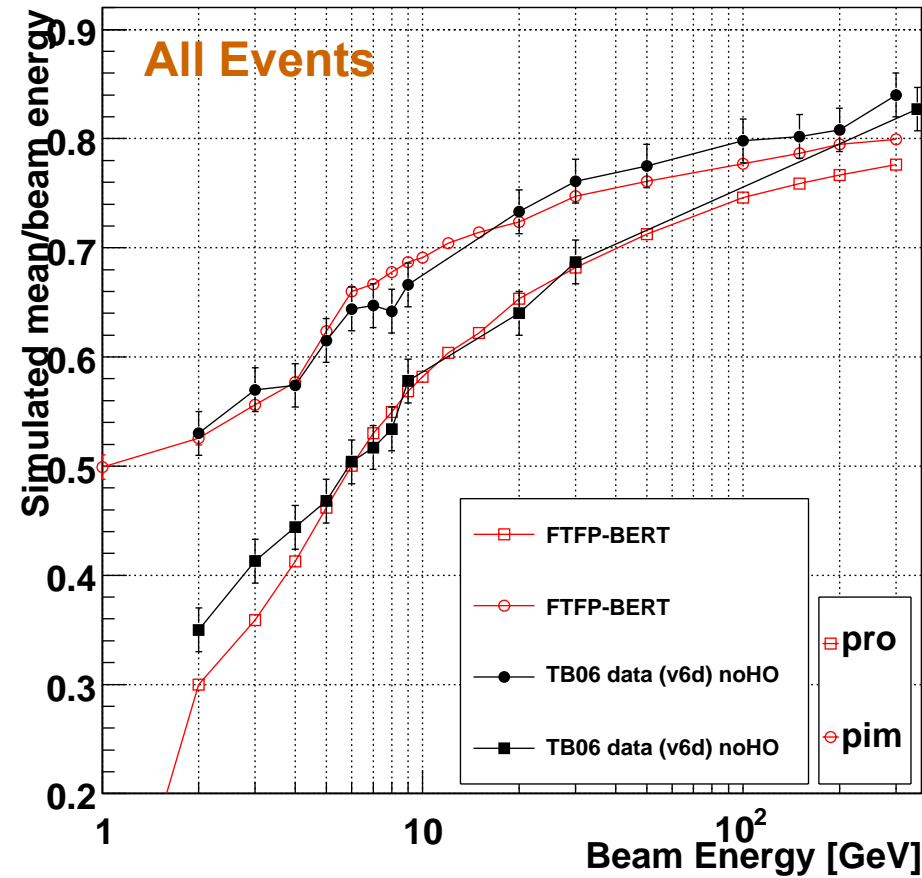 All Events
Simulated mean/beam energy
0.9
0.8
0.7
0.6
0.5
0.4
0.3
0.2
FTFP-BERT
FTFP-BERT
TB06 data (v6d) noHO
TB06 data (v6d) noHO
pro
pim
1
10
10²
Beam Energy [GeV]